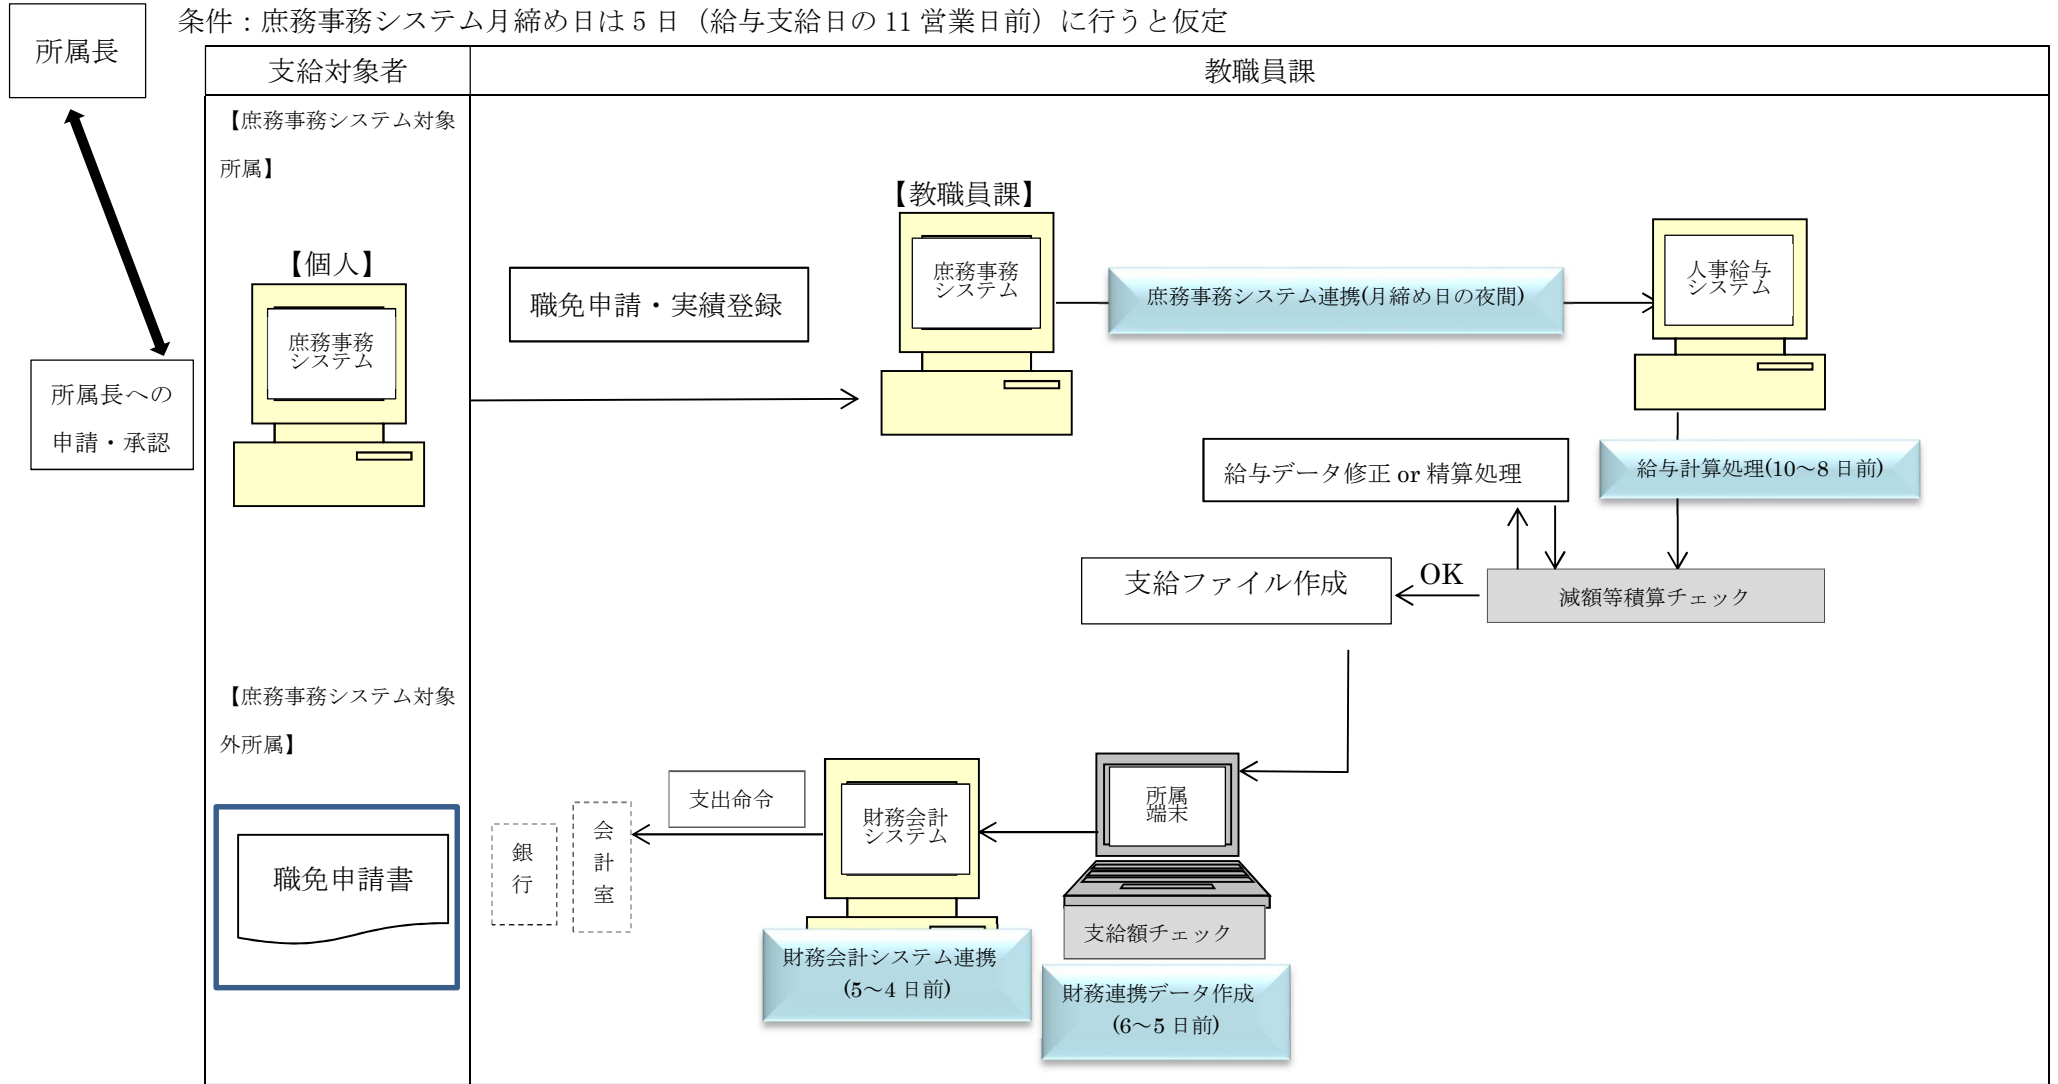 条件：庶務事務システム月締め日は5日（給与支給日の11営業日前）に行うと仮定
所属長
支給対象者
教職員課
【庶務事務システム対象
所属】
【教職員課】
庶務事務
システム
人事給与
システム
【個人】
庶務事務
システム
職免申請・実績登録
庶務事務システム連携(月締め日の夜間)
所属長への
申請・承認
給与データ修正 or 精算処理
給与計算処理(10～8日前)
支給ファイル作成
OK
減額等積算チェック
【庶務事務システム対象
外所属】
職免申請書
銀
行
会
計
室
支出命令
財務会計
システム
所属
端末
支給額チェック
財務会計システム連携
(5～4日前)
財務連携データ作成
(6～5日前)